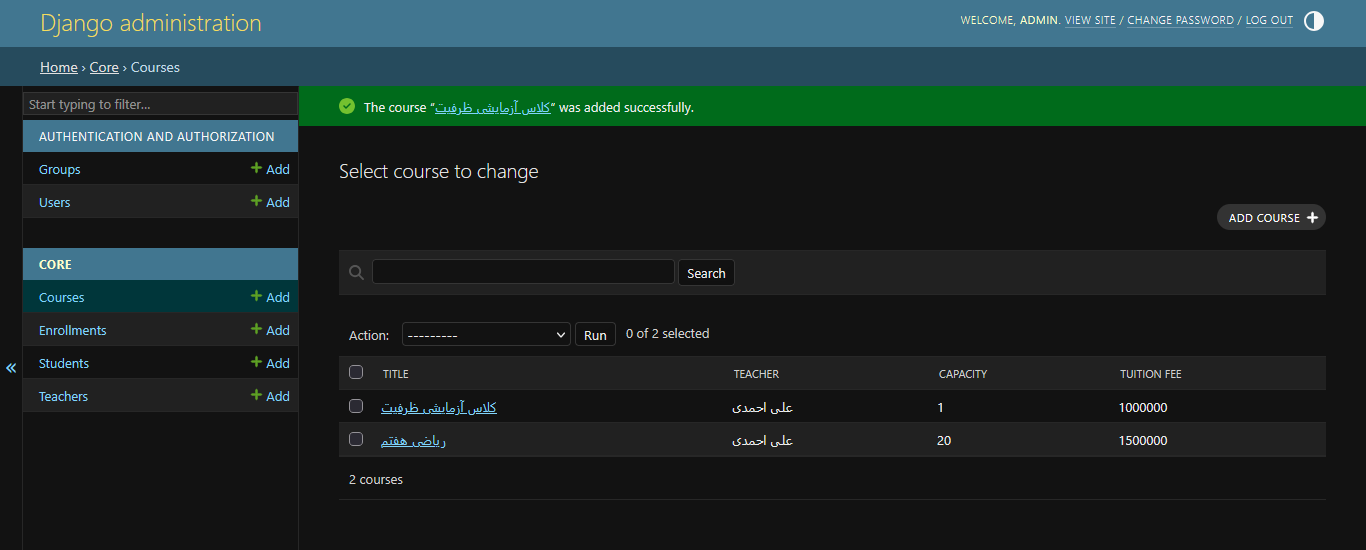 Django administration
WELCOME, ADMIN. VIEW SITE / CHANGE PASSWORD / LOG OUT
Home › Core › Courses
Start typing to filter...
AUTHENTICATION AND AUTHORIZATION
Groups + Add
Users + Add
CORE
Courses + Add
Enrollments + Add
Students + Add
Teachers + Add
«
The course “کلاس آزمایشی ظرفیت” was added successfully.
Select course to change
ADD COURSE +
Search
Action: --------- Run 0 of 2 selected
TITLE TEACHER CAPACITY TUITION FEE
کلاس آزمایشی ظرفیت علی احمدی 1 1000000
ریاضی هفتم علی احمدی 20 1500000
2 courses